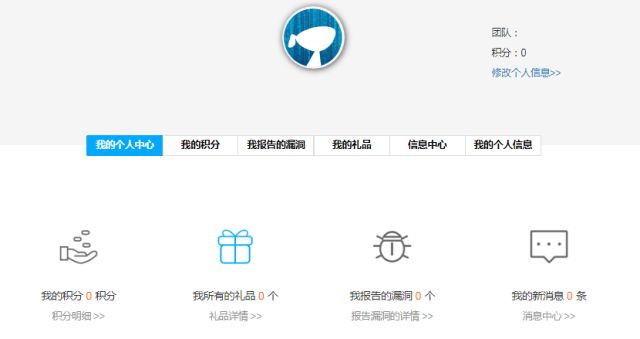 团队：
积分：0
修改个人信息>>
我的个人中心 我的积分 我报告的漏洞 我的礼品 信息中心 我的个人信息
我的积分 0 积分 我所有的礼品 0 个 我报告的漏洞 0 个 我的新消息 0 条
积分明细 >> 礼品详情 >> 报告漏洞的详情 >> 消息中心 >>